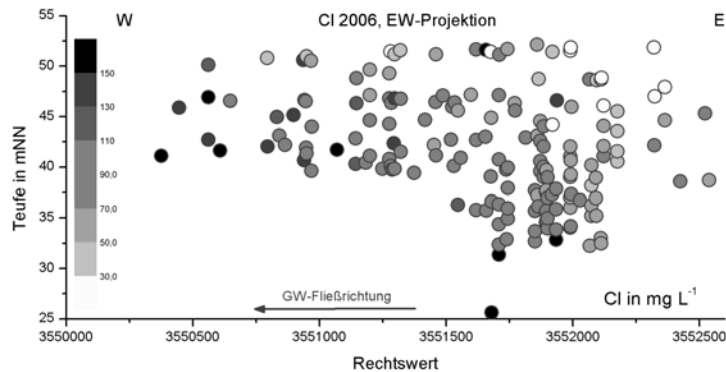 W
Cl 2006, EW-Projektion
E
55
50
45
40
35
30
25
Teufe in mNN
150
130
110
90,0
70,0
50,0
30,0
GW-Fließrichtung
Cl in mg L⁻¹
3550000
3550500
3551000
3551500
3552000
3552500
Rechtswert